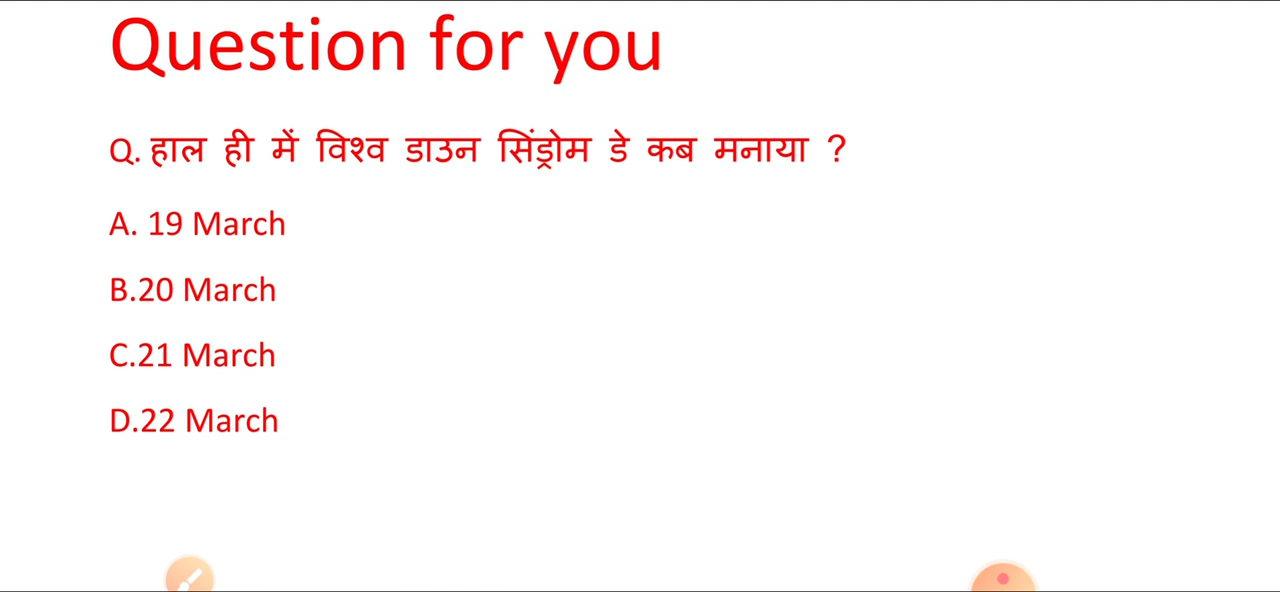 Question for you
Q. हाल ही में विश्व डाउन सिंड्रोम डे कब मनाया ?
A. 19 March
B.20 March
C.21 March
D.22 March